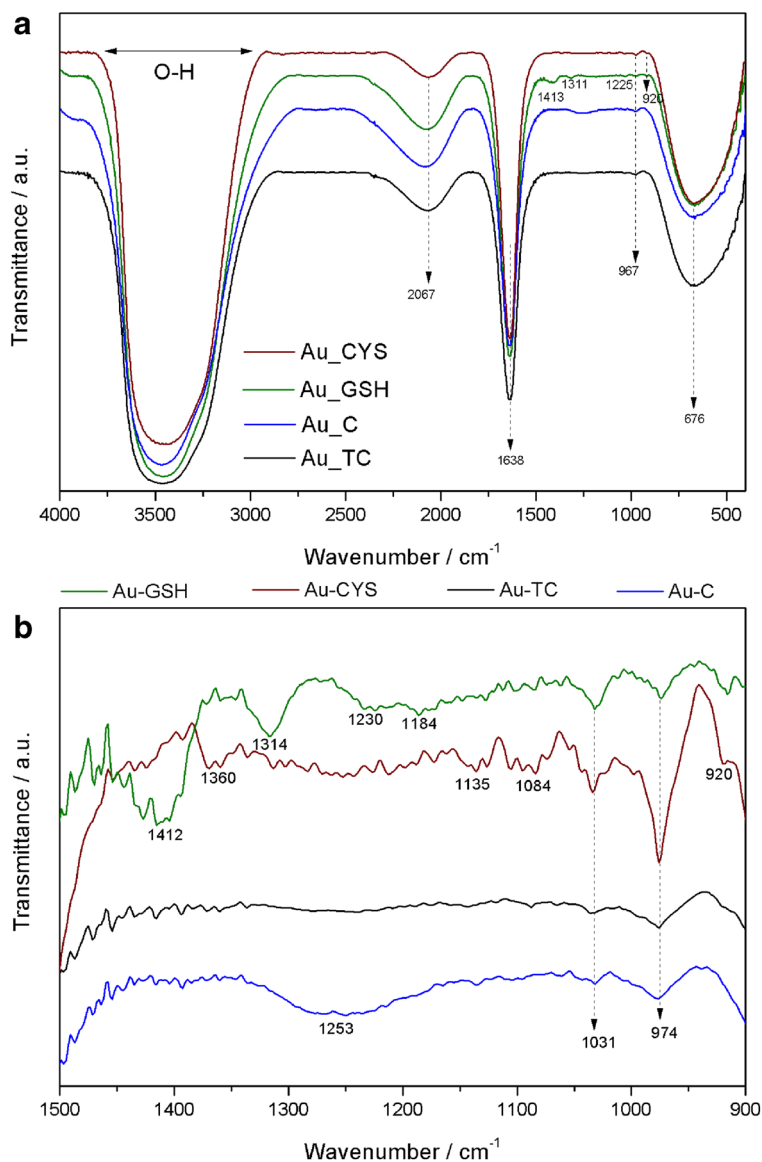 a
O-H
1311
1225
1413
920
2067
967
676
1638
Au_CYS
Au_GSH
Au_C
Au_TC
Transmittance / a.u.
4000 3500 3000 2500 2000 1500 1000 500
Wavenumber / cm⁻¹
Au-GSH Au-CYS Au-TC Au-C
b
1230 1184
1314
1360
1135 1084
920
1412
1253
1031 974
Transmittance / a.u.
1500 1400 1300 1200 1100 1000 900
Wavenumber / cm⁻¹